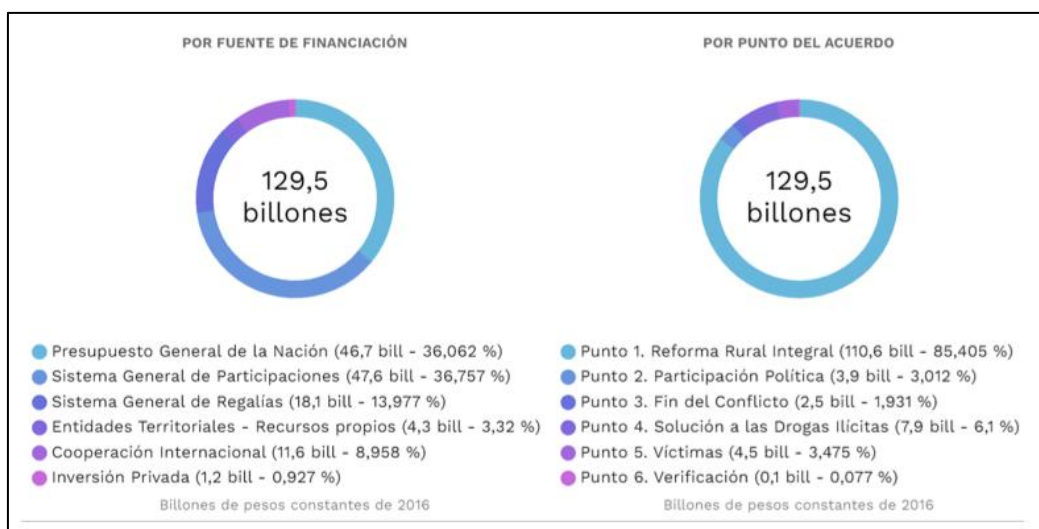 POR FUENTE DE FINANCIACIÓN
129,5
billones
Presupuesto General de la Nación (46,7 bill - 36,062 %)
Sistema General de Participaciones (47,6 bill - 36,757 %)
Sistema General de Regalías (18,1 bill - 13,977 %)
Entidades Territoriales - Recursos propios (4,3 bill - 3,32 %)
Cooperación Internacional (11,6 bill - 8,958 %)
Inversión Privada (1,2 bill - 0,927 %)
Billones de pesos constantes de 2016
POR PUNTO DEL ACUERDO
129,5
billones
Punto 1. Reforma Rural Integral (110,6 bill - 85,405 %)
Punto 2. Participación Política (3,9 bill - 3,012 %)
Punto 3. Fin del Conflicto (2,5 bill - 1,931 %)
Punto 4. Solución a las Drogas Ilícitas (7,9 bill - 6,1 %)
Punto 5. Víctimas (4,5 bill - 3,475 %)
Punto 6. Verificación (0,1 bill - 0,077 %)
Billones de pesos constantes de 2016